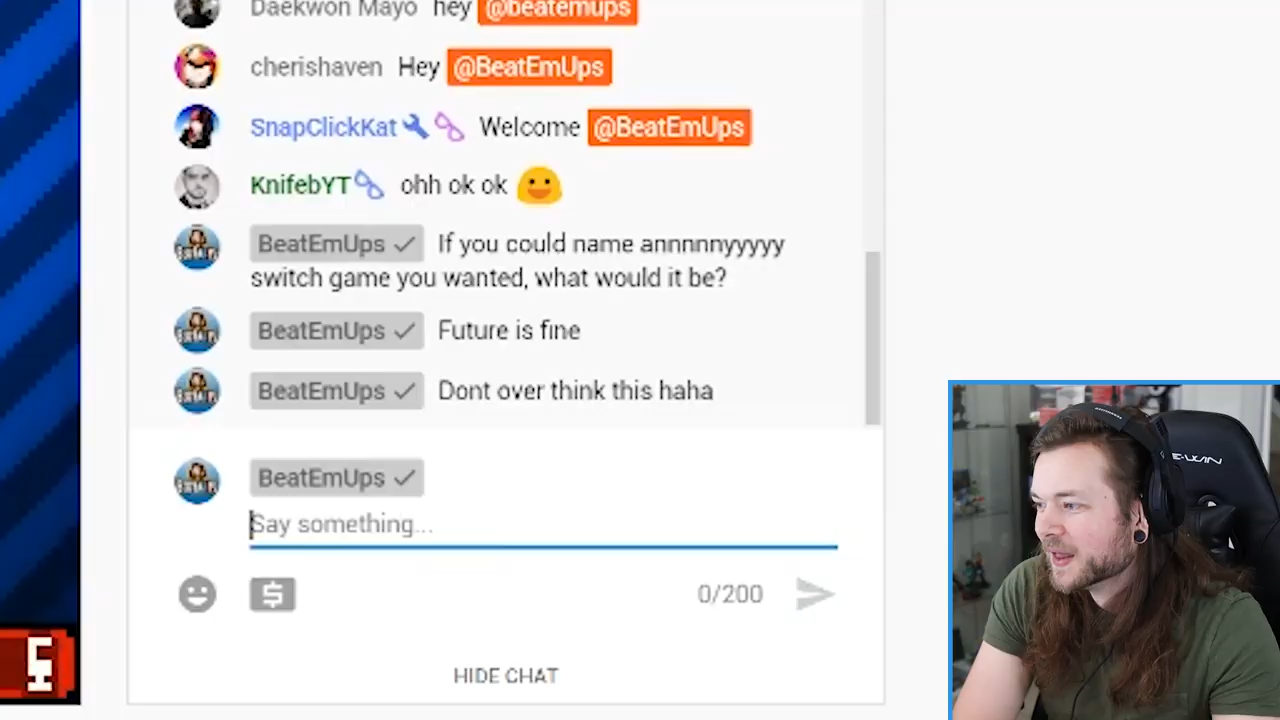 Daekwon Mayo hey @beatemups
cherishaven Hey @BeatEmUps
SnapClickKat Welcome @BeatEmUps
KnifebYT ohh ok ok
BeatEmUps If you could name annnnnyyyyy
switch game you wanted, what would it be?
BeatEmUps Future is fine
BeatEmUps Dont over think this haha
BeatEmUps
Say something...
0/200
HIDE CHAT